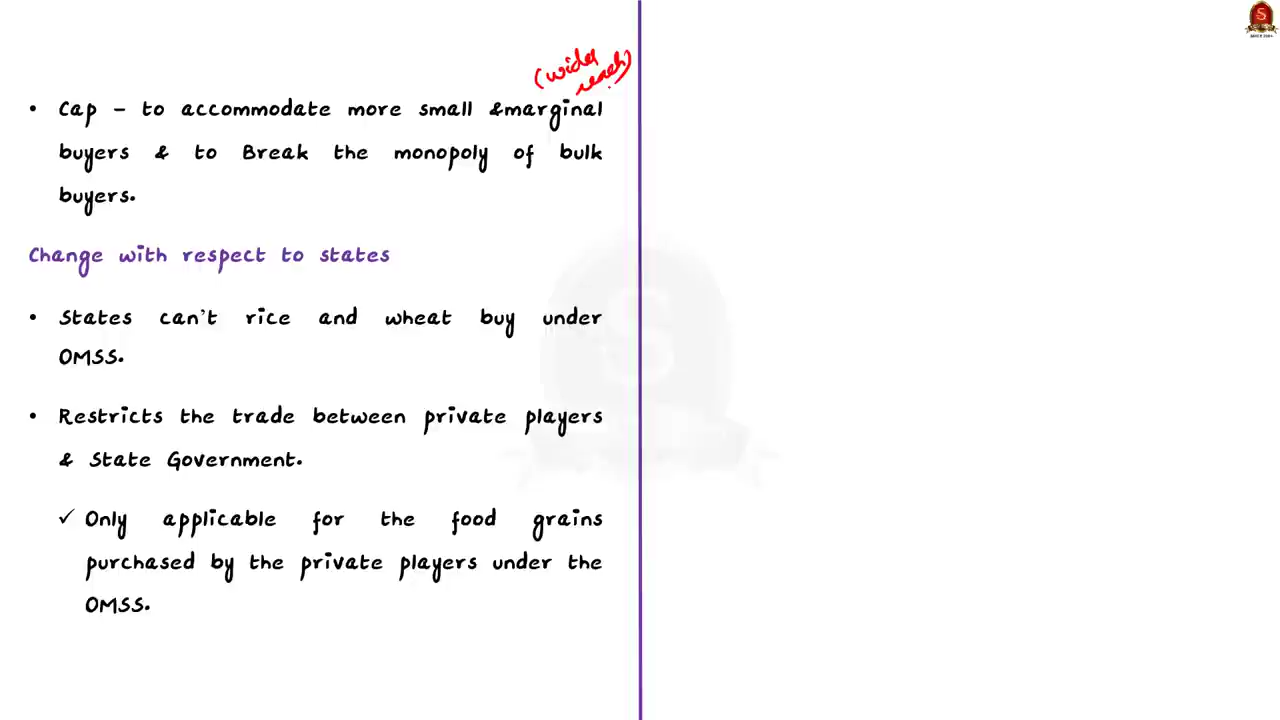 (wider
reach)
• Cap – to accommodate more small &marginal
buyers & to Break the monopoly of bulk
buyers.
Change with respect to states
• States can't rice and wheat buy under
OMSS.
• Restricts the trade between private players
& State Government.
✓ Only applicable for the food grains
purchased by the private players under the
OMSS.
S